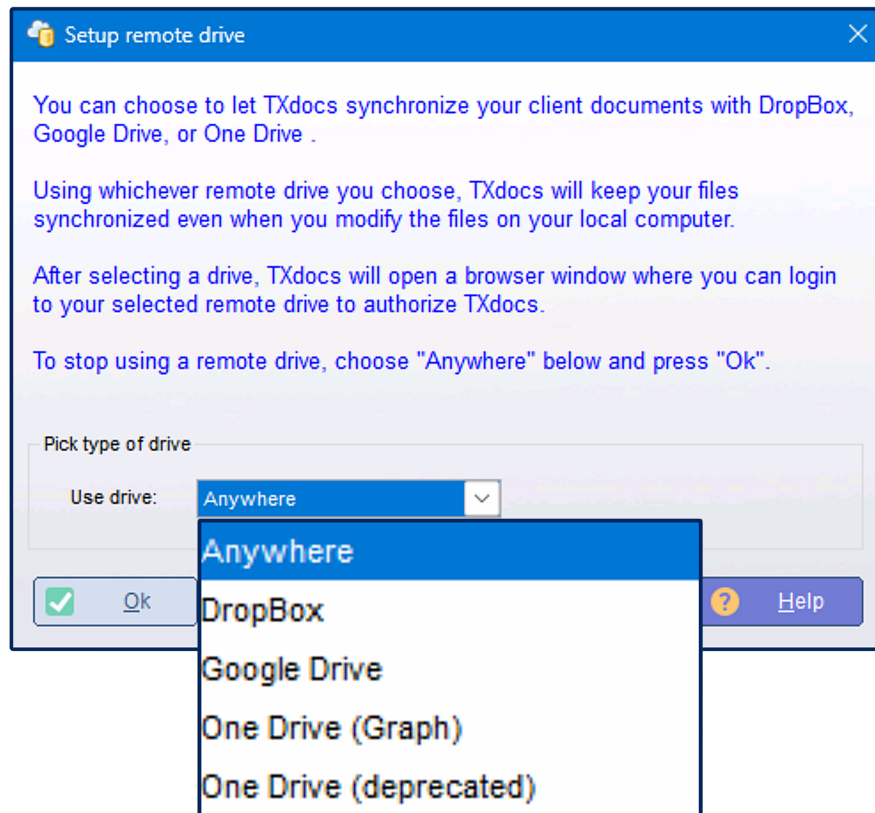 Setup remote drive
You can choose to let TXdocs synchronize your client documents with DropBox,
Google Drive, or One Drive .
Using whichever remote drive you choose, TXdocs will keep your files
synchronized even when you modify the files on your local computer.
After selecting a drive, TXdocs will open a browser window where you can login
to your selected remote drive to authorize TXdocs.
To stop using a remote drive, choose "Anywhere" below and press "Ok".
Pick type of drive
Use drive: Anywhere
Anywhere
DropBox
Google Drive
One Drive (Graph)
One Drive (deprecated)
Ok
Help